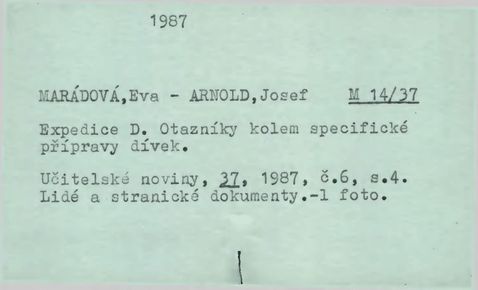 1987
MARÁDOVÁ,Eva - ARNOLD,Josef M 14/37
Expedice D. Otazníky kolem specifické
přípravy dívek.
Učitelské noviny, 37, 1987, č.6, s.4.
Lidé a stranické dokumenty.-1 foto.